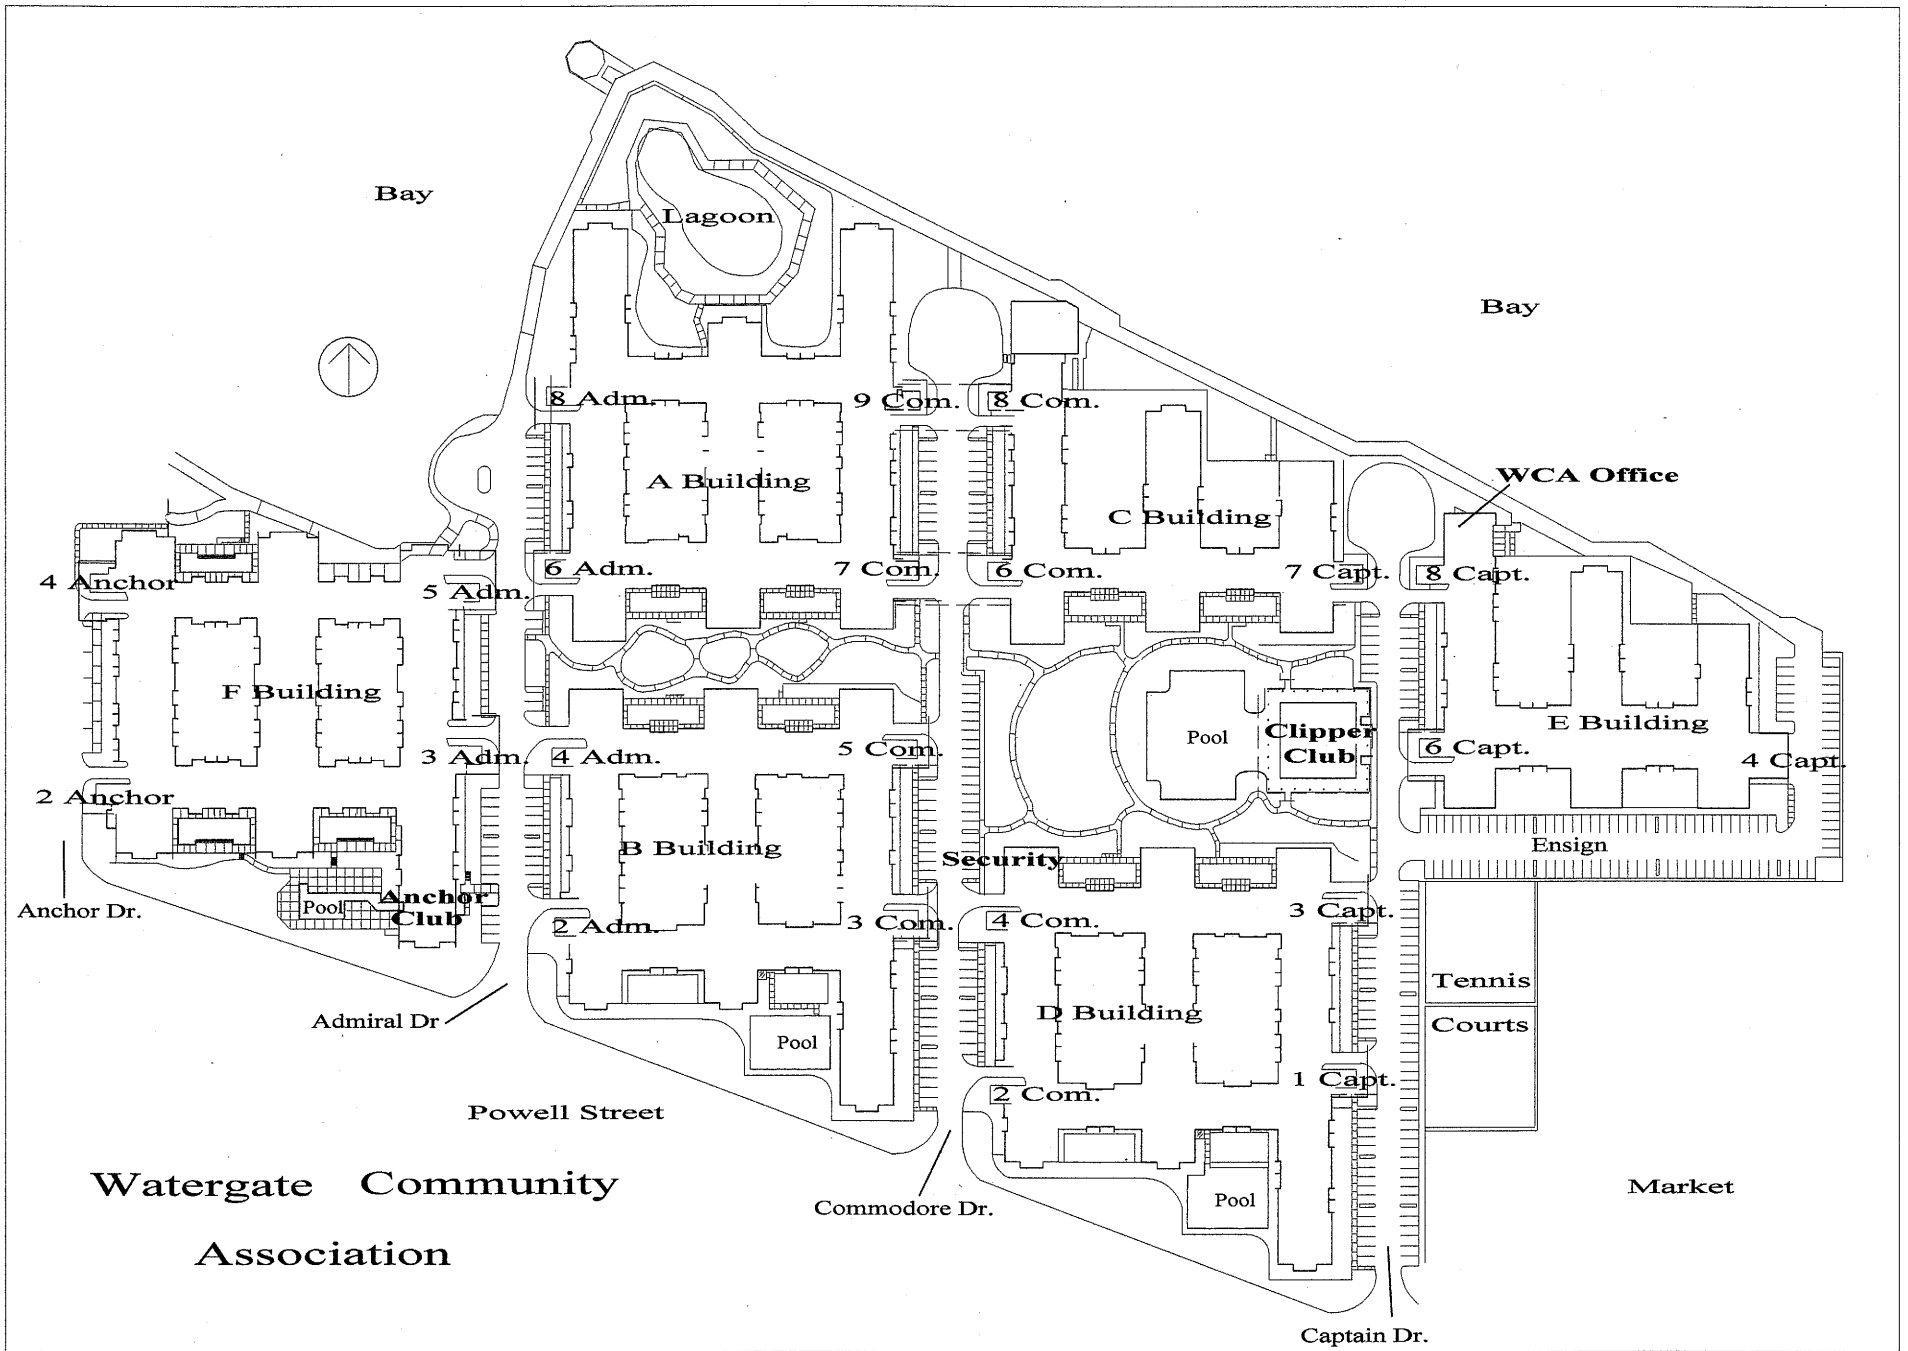 Bay
Lagoon
Bay
8 Adm.
9 Com.
8 Com.
A Building
WCA Office
C Building
4 Anchor
5 Adm.
6 Adm.
7 Com.
6 Com.
7 Capt.
8 Capt.
F Building
Pool
Clipper
Club
E Building
3 Adm.
4 Adm.
5 Com.
6 Capt.
4 Capt.
2 Anchor
B Building
Security
Ensign
Anchor Dr.
Pool
Anchor
Club
2 Adm.
3 Com.
4 Com.
3 Capt.
Tennis
Courts
Admiral Dr
Pool
D Building
2 Com.
1 Capt.
Powell Street
Watergate Community
Association
Commodore Dr.
Pool
Market
Captain Dr.